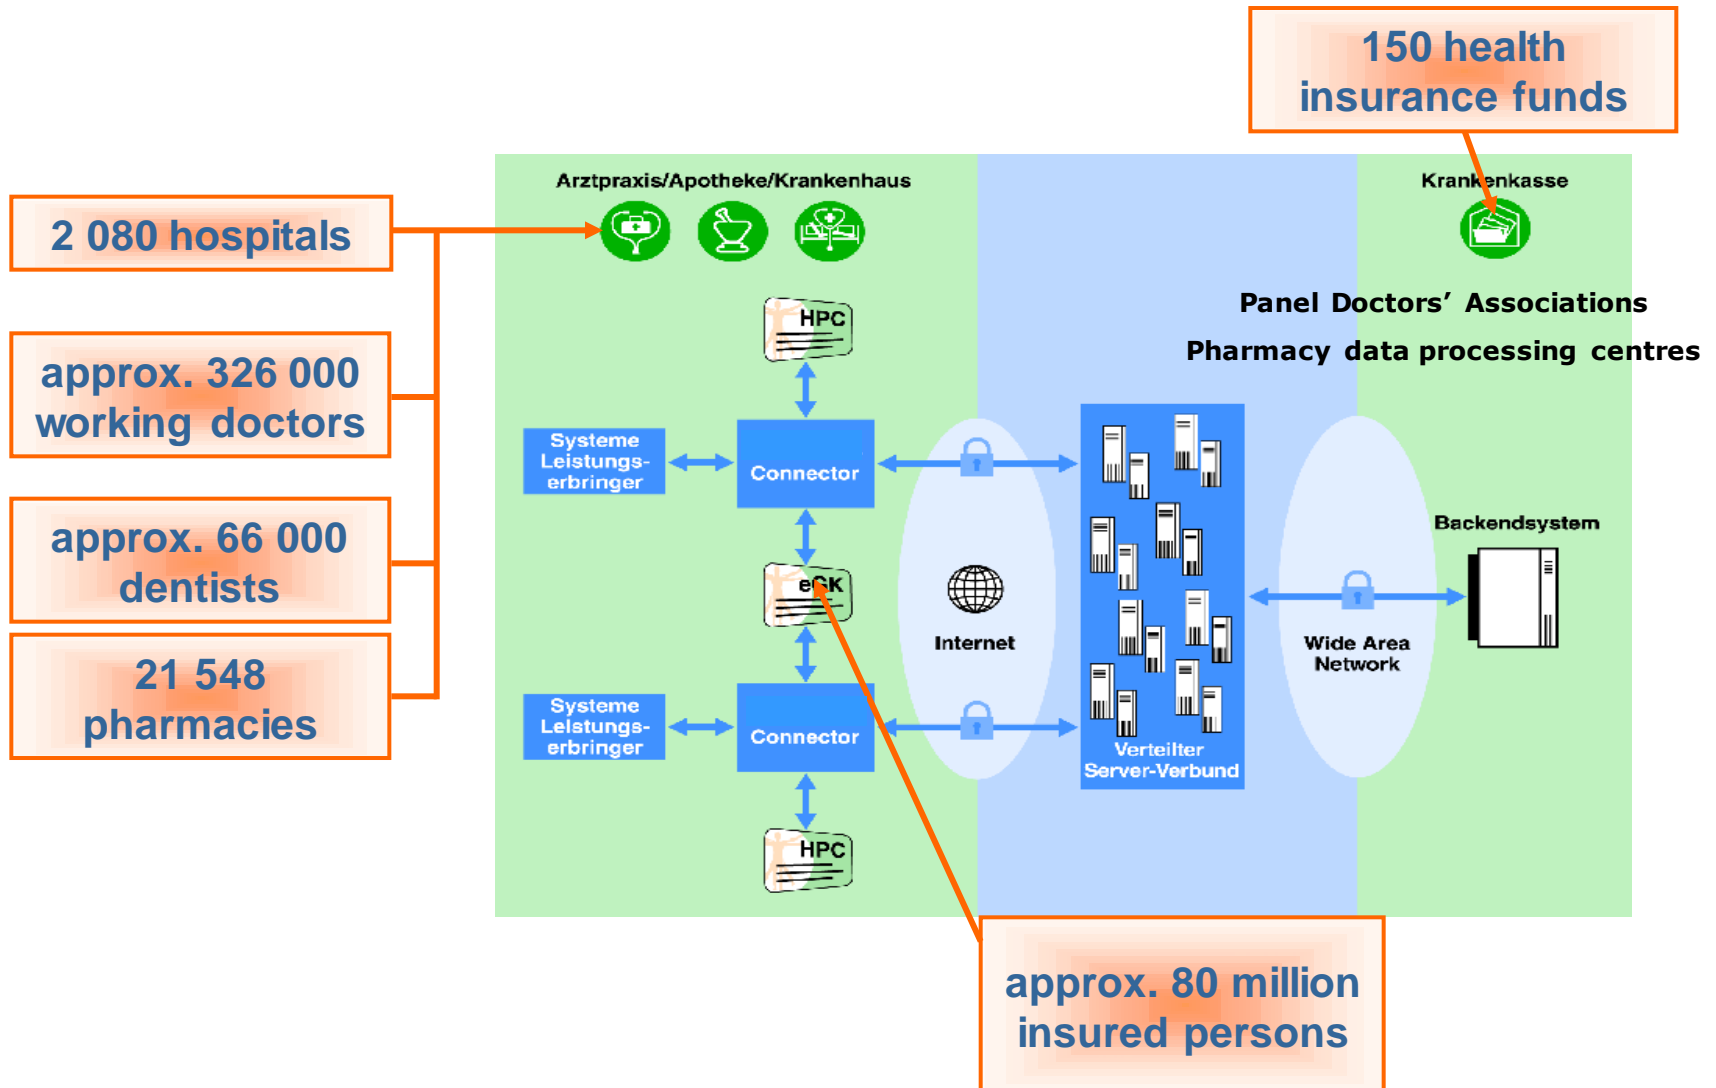 150 health
insurance funds
Arztpraxis/Apotheke/Krankenhaus
Krankenkasse
2 080 hospitals
HPC
Panel Doctors’ Associations
Pharmacy data processing centres
approx. 326 000
working doctors
Systeme
Leistungs-
erbringer
Connector
approx. 66 000
dentists
eGK
Backendsystem
Internet
Wide Area
Network
21 548
pharmacies
Systeme
Leistungs-
erbringer
Connector
Verteilter
Server-Verbund
HPC
approx. 80 million
insured persons